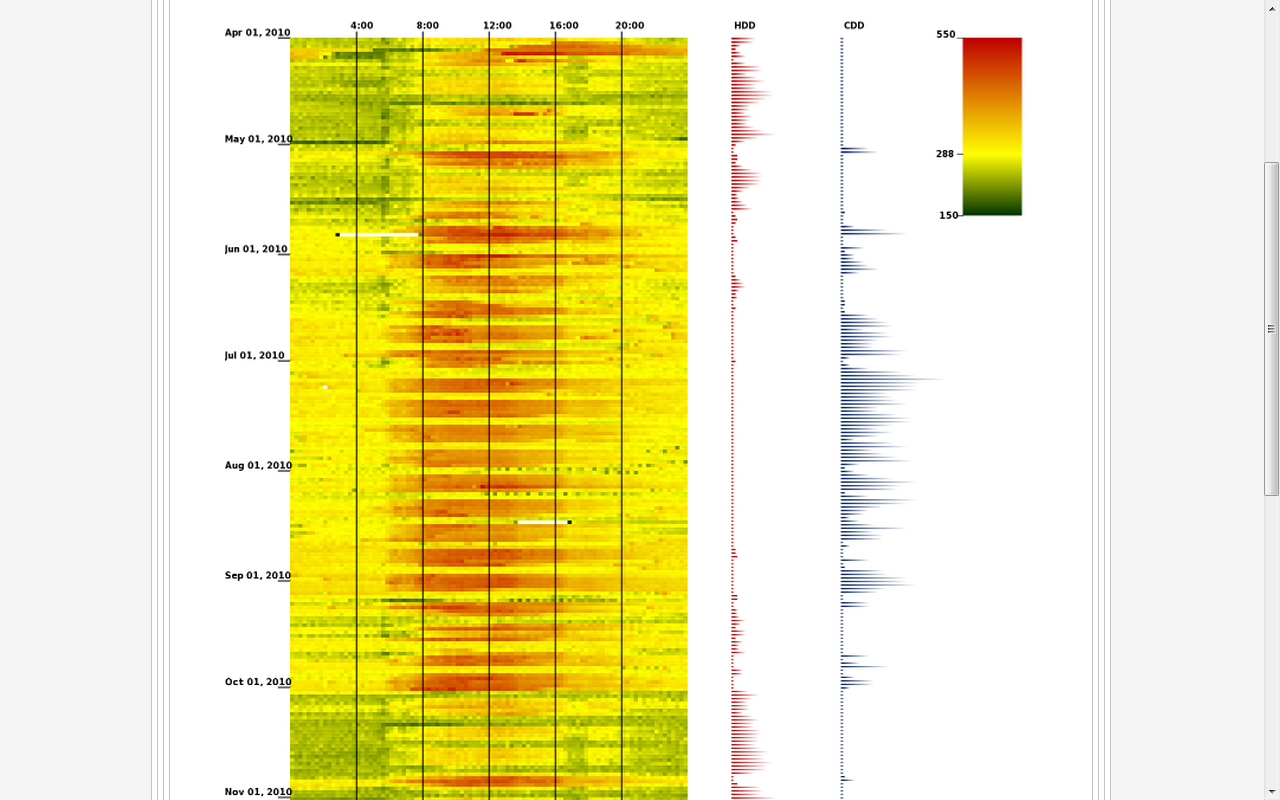 4:00 8:00 12:00 16:00 20:00 HDD CDD
Apr 01, 2010
550
May 01, 2010
288
150
Jun 01, 2010
Jul 01, 2010
Aug 01, 2010
Sep 01, 2010
Oct 01, 2010
Nov 01, 2010